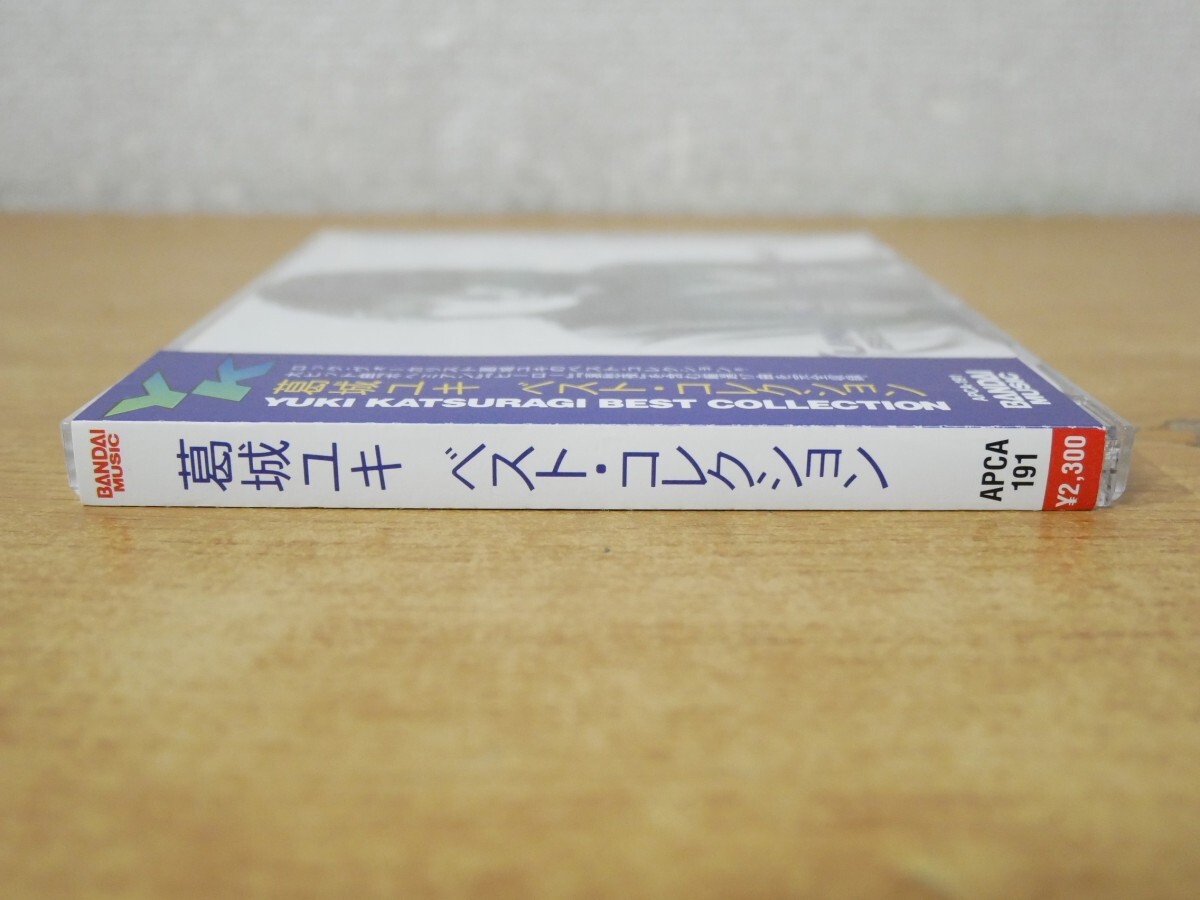 YK
葛城ユキ ベスト・コレクション
YUKI KATSURAGI BEST COLLECTION
BANDAI
MUSIC
BANDAI
MUSIC
葛城ユキ ベスト・コレクション
APCA
191
¥2,300